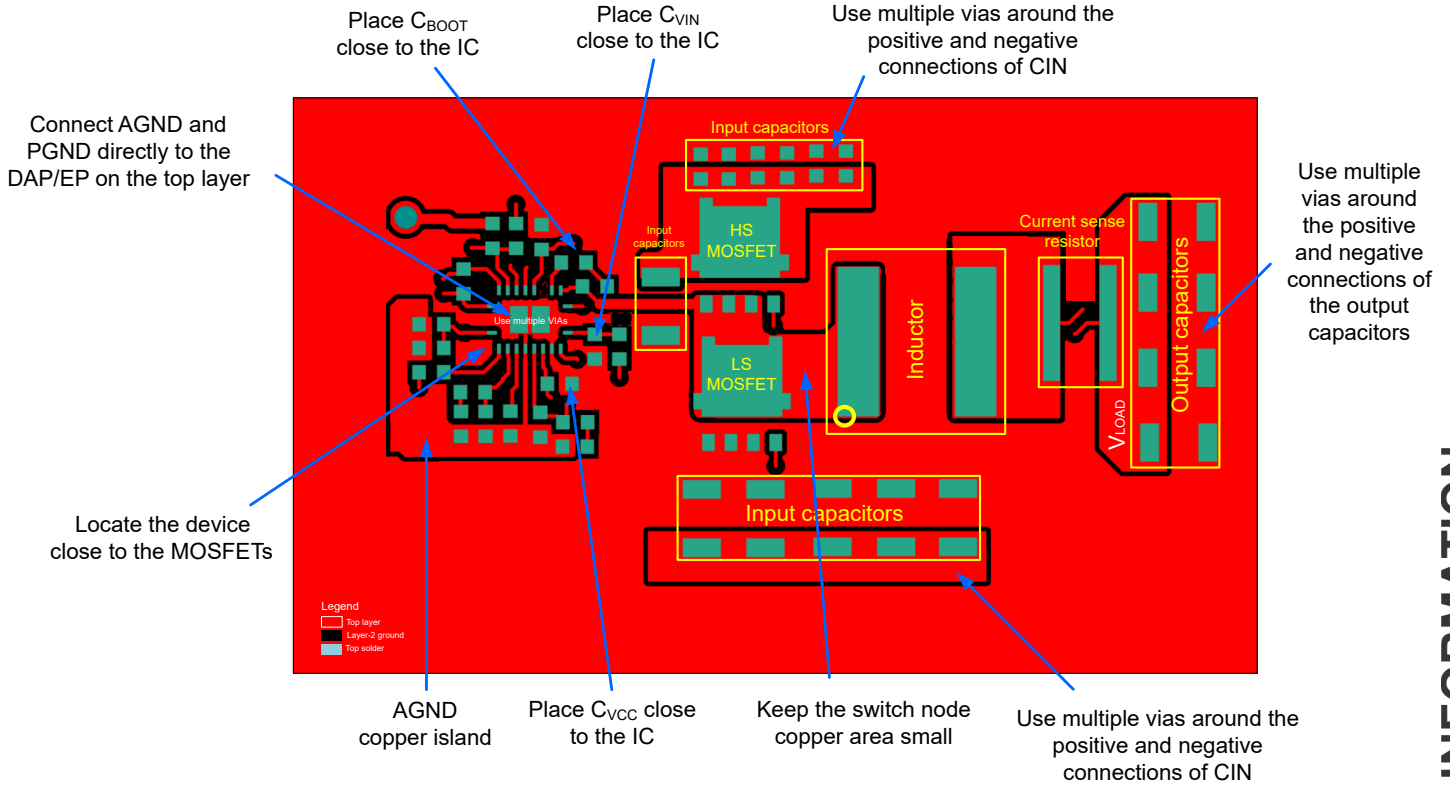 Place CBOOT
close to the IC
Place CVIN
close to the IC
Use multiple vias around the
positive and negative
connections of CIN
Connect AGND and
PGND directly to the
DAP/EP on the top layer
Input capacitors
Use multiple
vias around
the positive
and negative
connections of
the output
capacitors
HS
MOSFET
Input
capacitors
Current sense
resistor
Use multiple VIAs
LS
MOSFET
Inductor
Output capacitors
VLOAD
Input capacitors
Locate the device
close to the MOSFETs
Legend
Top layer
Layer-2 ground
Top solder
AGND
copper island
Place CVCC close
to the IC
Keep the switch node
copper area small
Use multiple vias around the
positive and negative
connections of CIN
INFORMATION